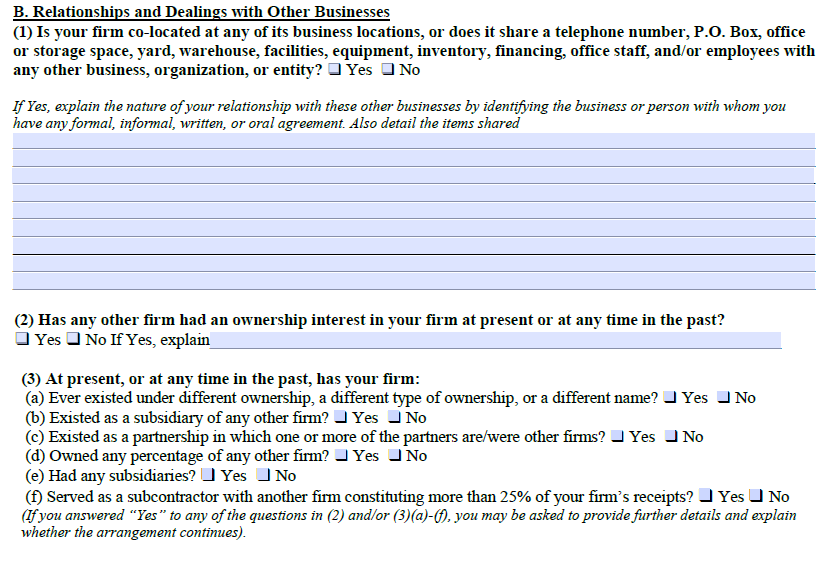 B. Relationships and Dealings with Other Businesses
(1) Is your firm co-located at any of its business locations, or does it share a telephone number, P.O. Box, office
or storage space, yard, warehouse, facilities, equipment, inventory, financing, office staff, and/or employees with
any other business, organization, or entity? ❑ Yes ❑ No
If Yes, explain the nature of your relationship with these other businesses by identifying the business or person with whom you
have any formal, informal, written, or oral agreement. Also detail the items shared
(2) Has any other firm had an ownership interest in your firm at present or at any time in the past?
❑ Yes ❑ No If Yes, explain
(3) At present, or at any time in the past, has your firm:
(a) Ever existed under different ownership, a different type of ownership, or a different name? ❑ Yes ❑ No
(b) Existed as a subsidiary of any other firm? ❑ Yes ❑ No
(c) Existed as a partnership in which one or more of the partners are/were other firms? ❑ Yes ❑ No
(d) Owned any percentage of any other firm? ❑ Yes ❑ No
(e) Had any subsidiaries? ❑ Yes ❑ No
(f) Served as a subcontractor with another firm constituting more than 25% of your firm’s receipts? ❑ Yes ❑ No
(If you answered “Yes” to any of the questions in (2) and/or (3)(a)-(f), you may be asked to provide further details and explain
whether the arrangement continues).